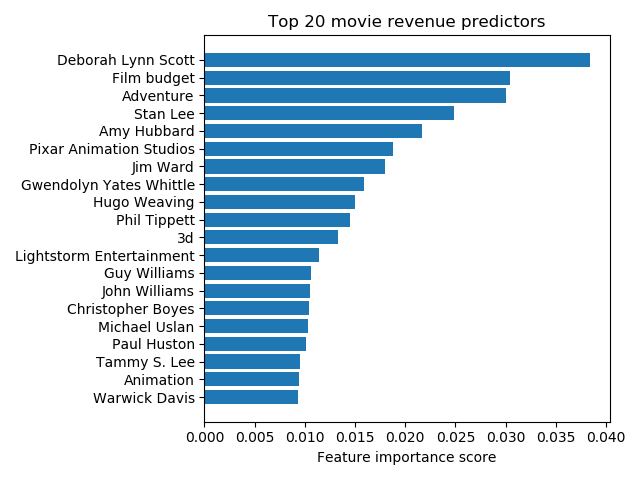 Top 20 movie revenue predictors
Deborah Lynn Scott
Film budget
Adventure
Stan Lee
Amy Hubbard
Pixar Animation Studios
Jim Ward
Gwendolyn Yates Whittle
Hugo Weaving
Phil Tippett
3d
Lightstorm Entertainment
Guy Williams
John Williams
Christopher Boyes
Michael Uslan
Paul Huston
Tammy S. Lee
Animation
Warwick Davis
0.000 0.005 0.010 0.015 0.020 0.025 0.030 0.035 0.040
Feature importance score